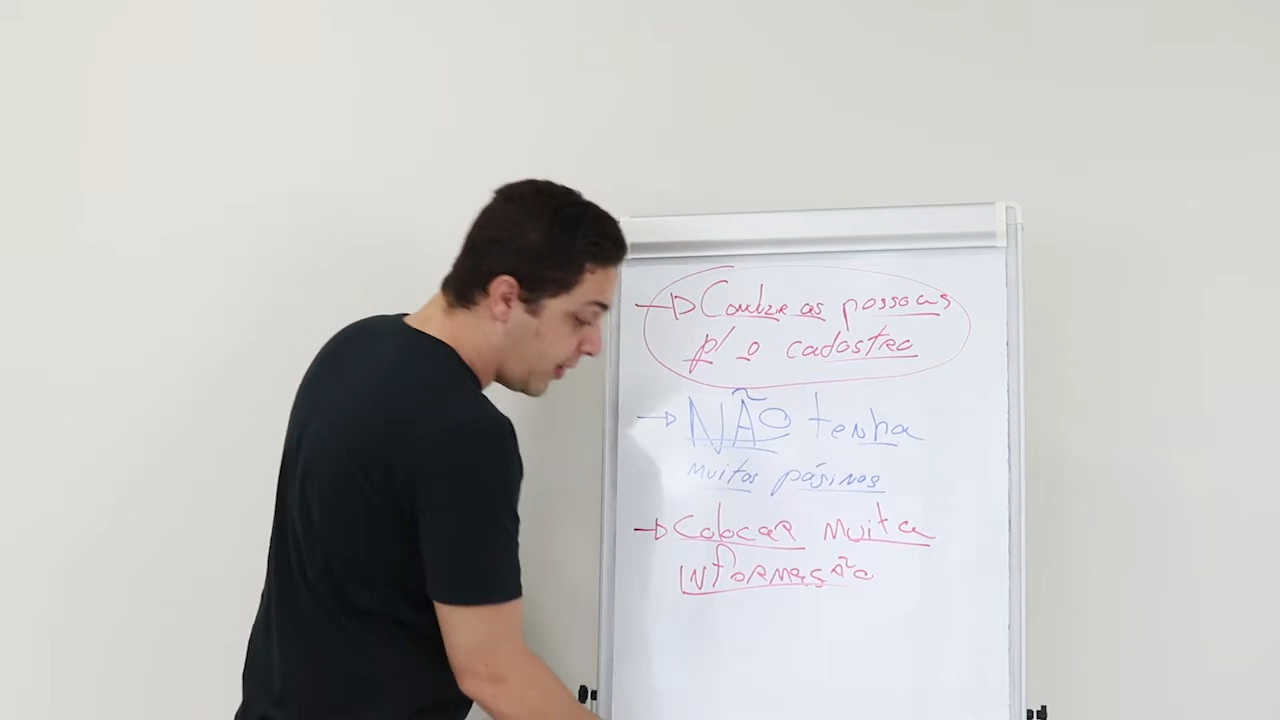 → Conduzir as pessoas
p/ o cadastro
→ NÃO tenha
muitas páginas
→ Colocar muita
informação